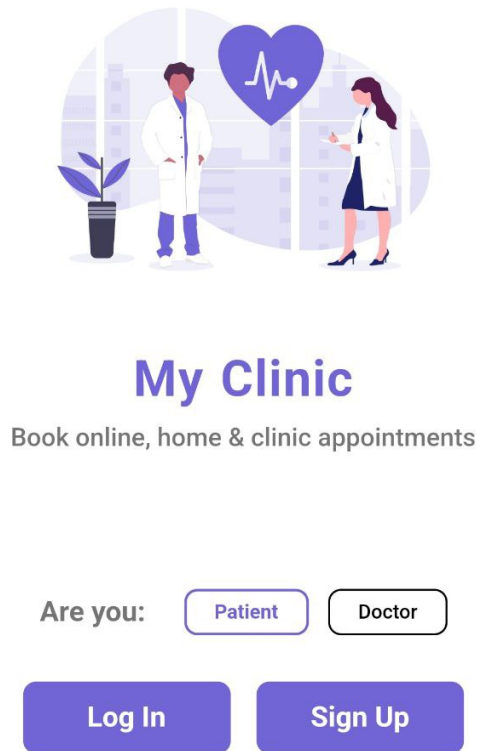 My Clinic
Book online, home & clinic appointments
Are you: Patient Doctor
Log In Sign Up